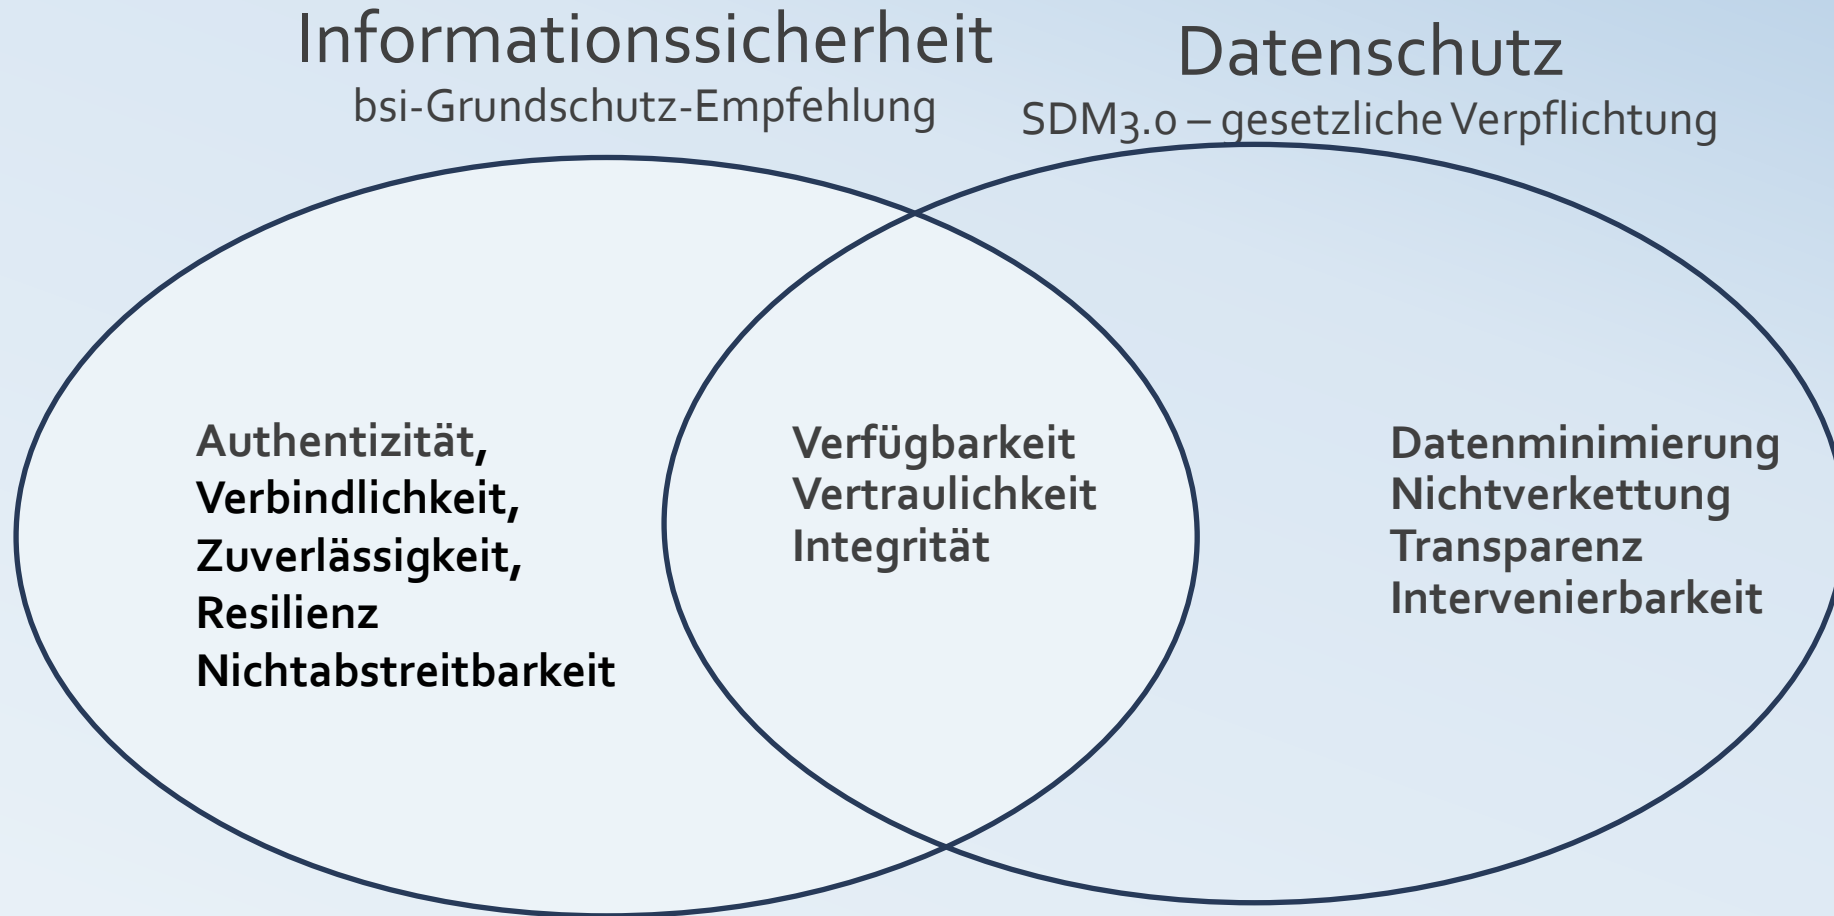 Informationssicherheit
bsi-Grundschutz-Empfehlung
Datenschutz
SDM3.0 – gesetzliche Verpflichtung
Authentizität,
Verbindlichkeit,
Zuverlässigkeit,
Resilienz
Nichtabstreitbarkeit
Verfügbarkeit
Vertraulichkeit
Integrität
Datenminimierung
Nichtverkettung
Transparenz
Intervenierbarkeit